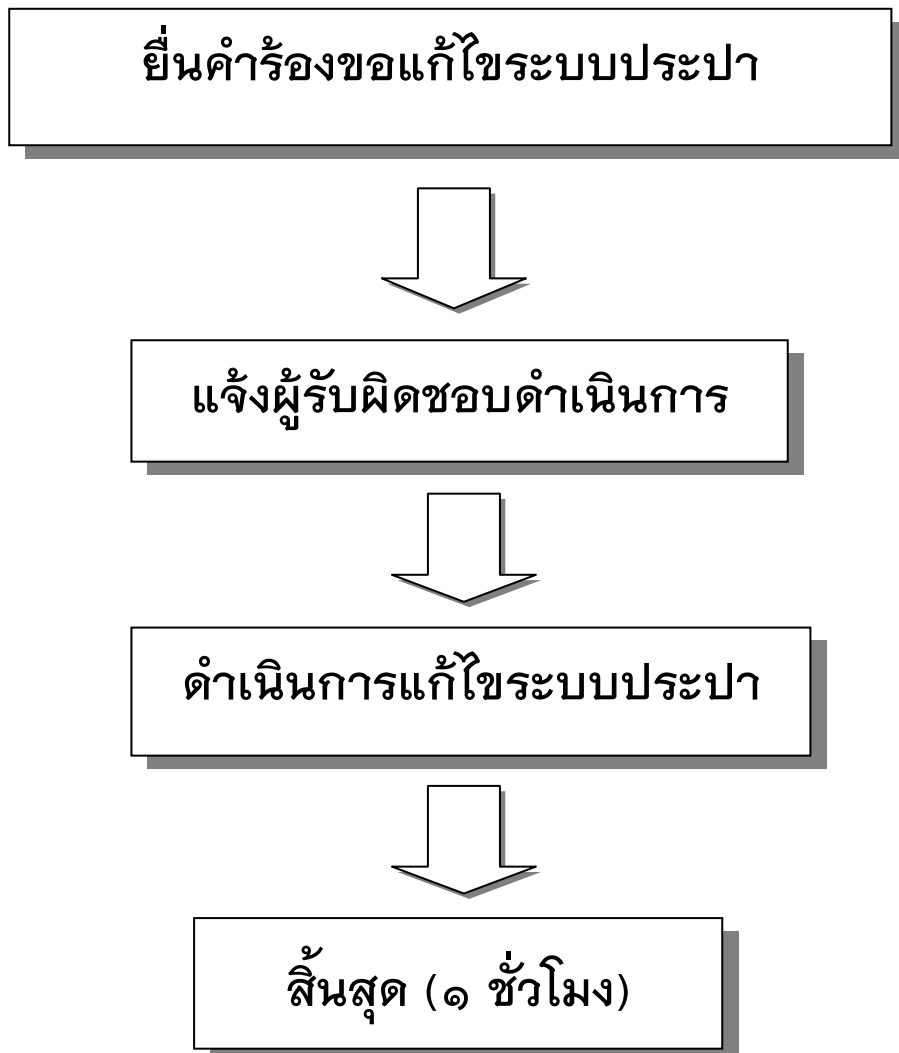 ยื่นคำร้องขอแก้ไขระบบประปา
แจ้งผู้รับผิดชอบดำเนินการ
ดำเนินการแก้ไขระบบประปา
สิ้นสุด (๑ ชั่วโมง)